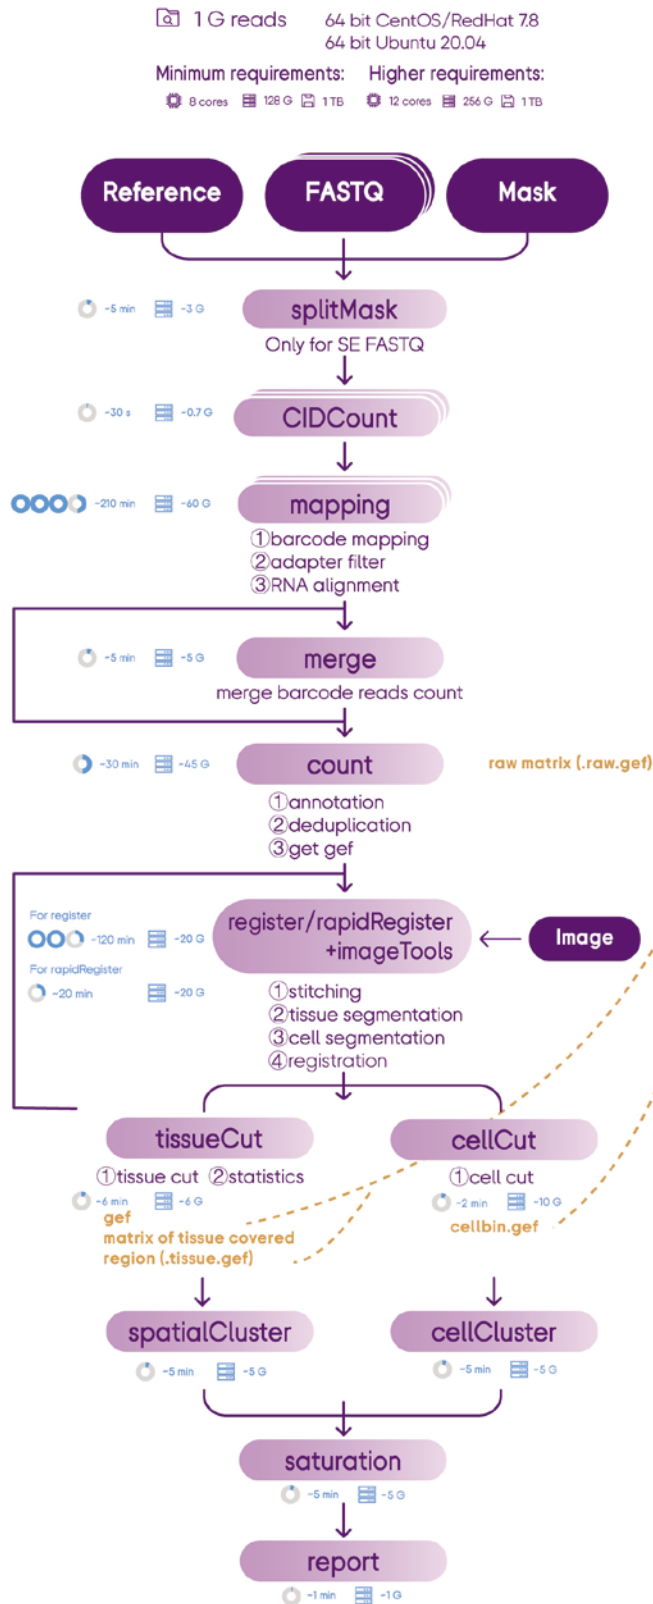 1 G reads
64 bit CentOS/RedHat 7.8
64 bit Ubuntu 20.04
Minimum requirements:
Higher requirements:
8 cores 128 G 1 TB
12 cores 256 G 1 TB
Reference
FASTQ
Mask
~5 min ~3 G
splitMask
Only for SE FASTQ
~30 s ~0.7 G
CIDCount
~210 min ~60 G
mapping
①barcode mapping
②adapter filter
③RNA alignment
~5 min ~5 G
merge
merge barcode reads count
~30 min ~45 G
count
raw matrix (.raw.gef)
①annotation
②deduplication
③get gef
For register
~120 min ~20 G
For rapidRegister
~20 min ~20 G
register/rapidRegister
+imageTools
Image
①stitching
②tissue segmentation
③cell segmentation
④registration
tissueCut
①tissue cut ②statistics
~6 min ~6 G
gef
matrix of tissue covered
region (.tissue.gef)
cellCut
①cell cut
~2 min ~10 G
cellbin.gef
spatialCluster
~5 min ~5 G
cellCluster
~5 min ~5 G
saturation
~5 min ~5 G
report
~1 min ~1 G